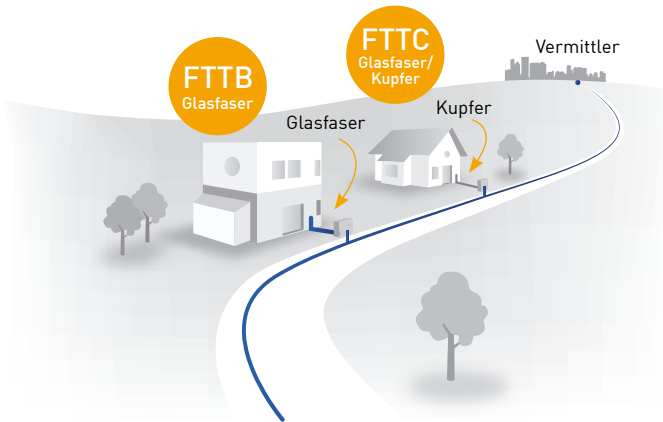 FTTB
Glasfaser
FTTC
Glasfaser/
Kupfer
Vermittler
Glasfaser
Kupfer